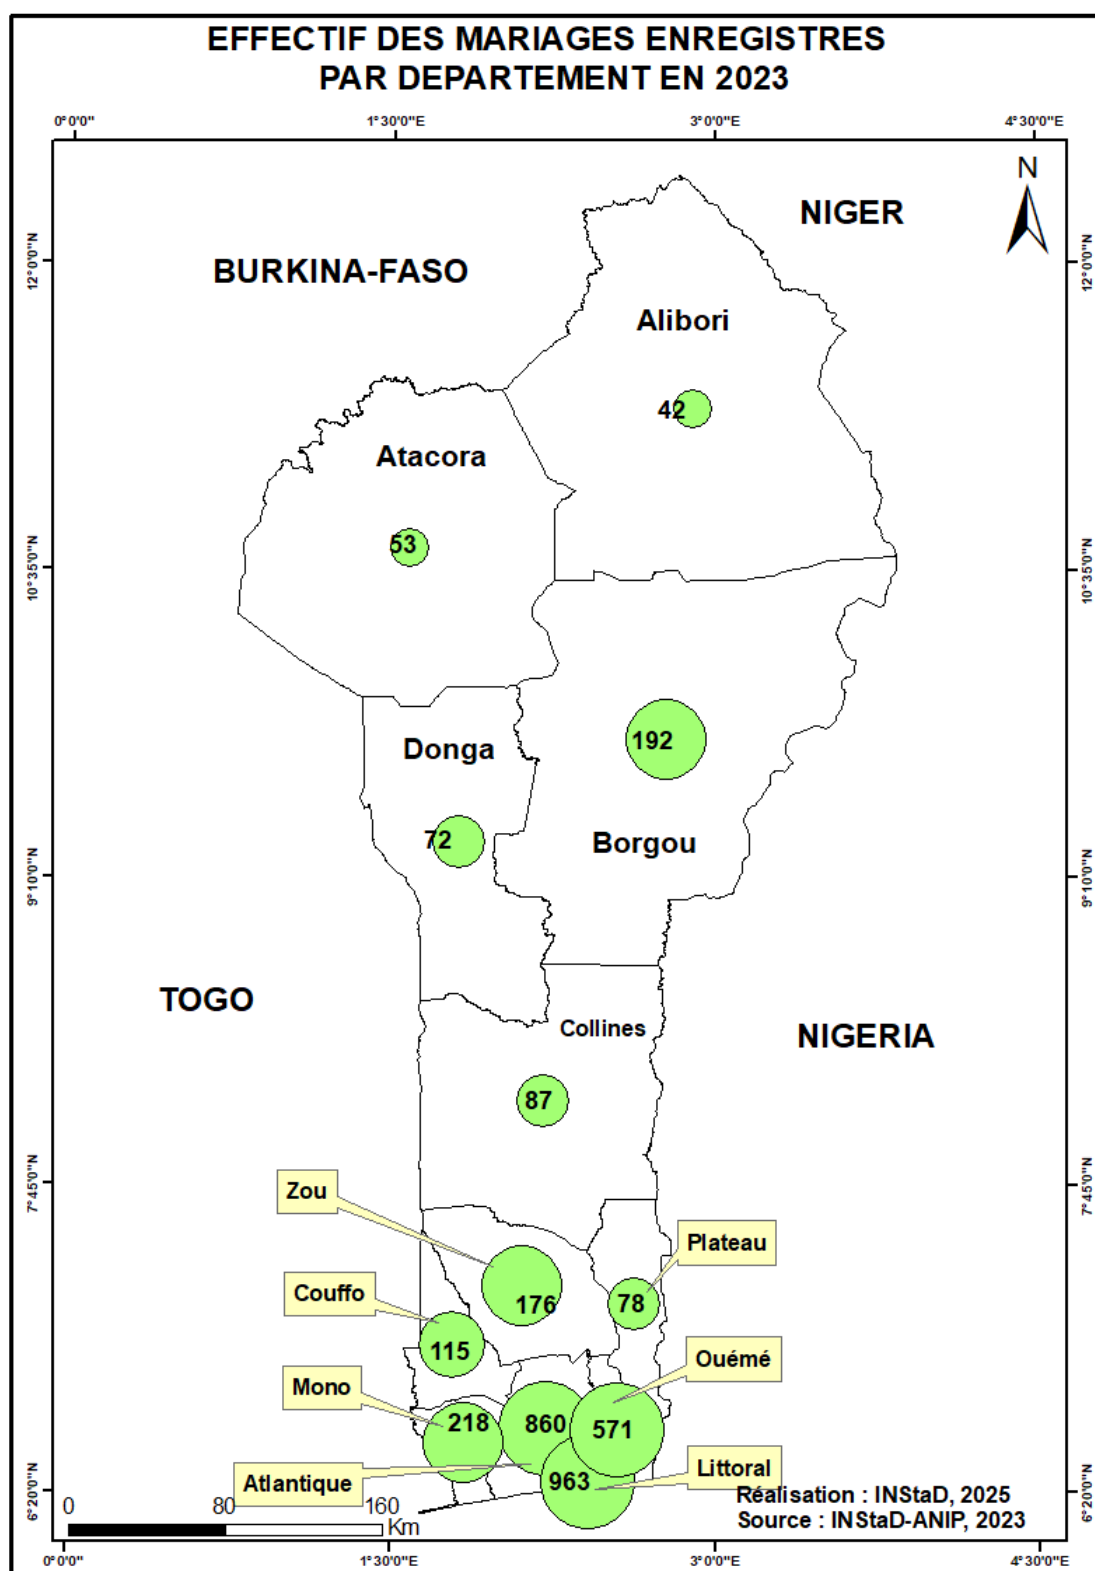 EFFECTIF DES MARIAGES ENREGISTRES
PAR DEPARTEMENT EN 2023
0°0'0" 1°30'0"E 3°0'0"E 4°30'0"E
N
NIGER
BURKINA-FASO
12°0'0"N 12°0'0"N
Alibori
42
Atacora
53
10°35'0"N 10°35'0"N
192
Donga
72
Borgou
9°10'0"N 9°10'0"N
TOGO
Collines
NIGERIA
87
7°45'0"N 7°45'0"N
Zou
Plateau
Couffo
176
78
115
Ouémé
Mono
218
860
571
Littoral
Atlantique
963
6°20'0"N 6°20'0"N
0 80 160
Km
Réalisation : INStaD, 2025
Source : INStaD-ANIP, 2023
0°0'0" 1°30'0"E 3°0'0"E 4°30'0"E